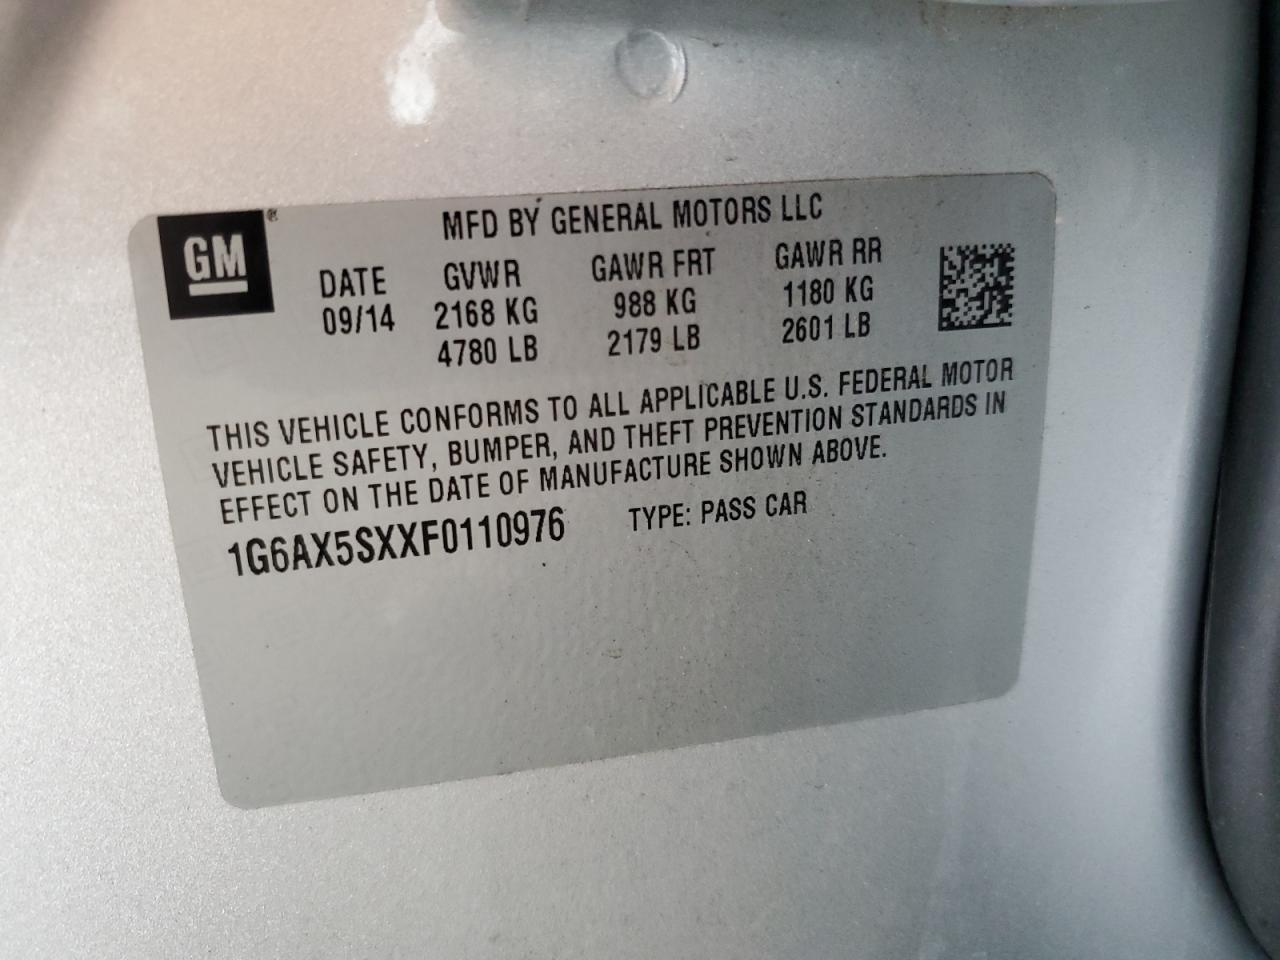 GM®
MFD BY GENERAL MOTORS LLC
DATE GVWR GAWR FRT GAWR RR
09/14 2168 KG 988 KG 1180 KG
4780 LB 2179 LB 2601 LB
THIS VEHICLE CONFORMS TO ALL APPLICABLE U.S. FEDERAL MOTOR
VEHICLE SAFETY, BUMPER, AND THEFT PREVENTION STANDARDS IN
EFFECT ON THE DATE OF MANUFACTURE SHOWN ABOVE.
1G6AX5SXXF0110976 TYPE: PASS CAR